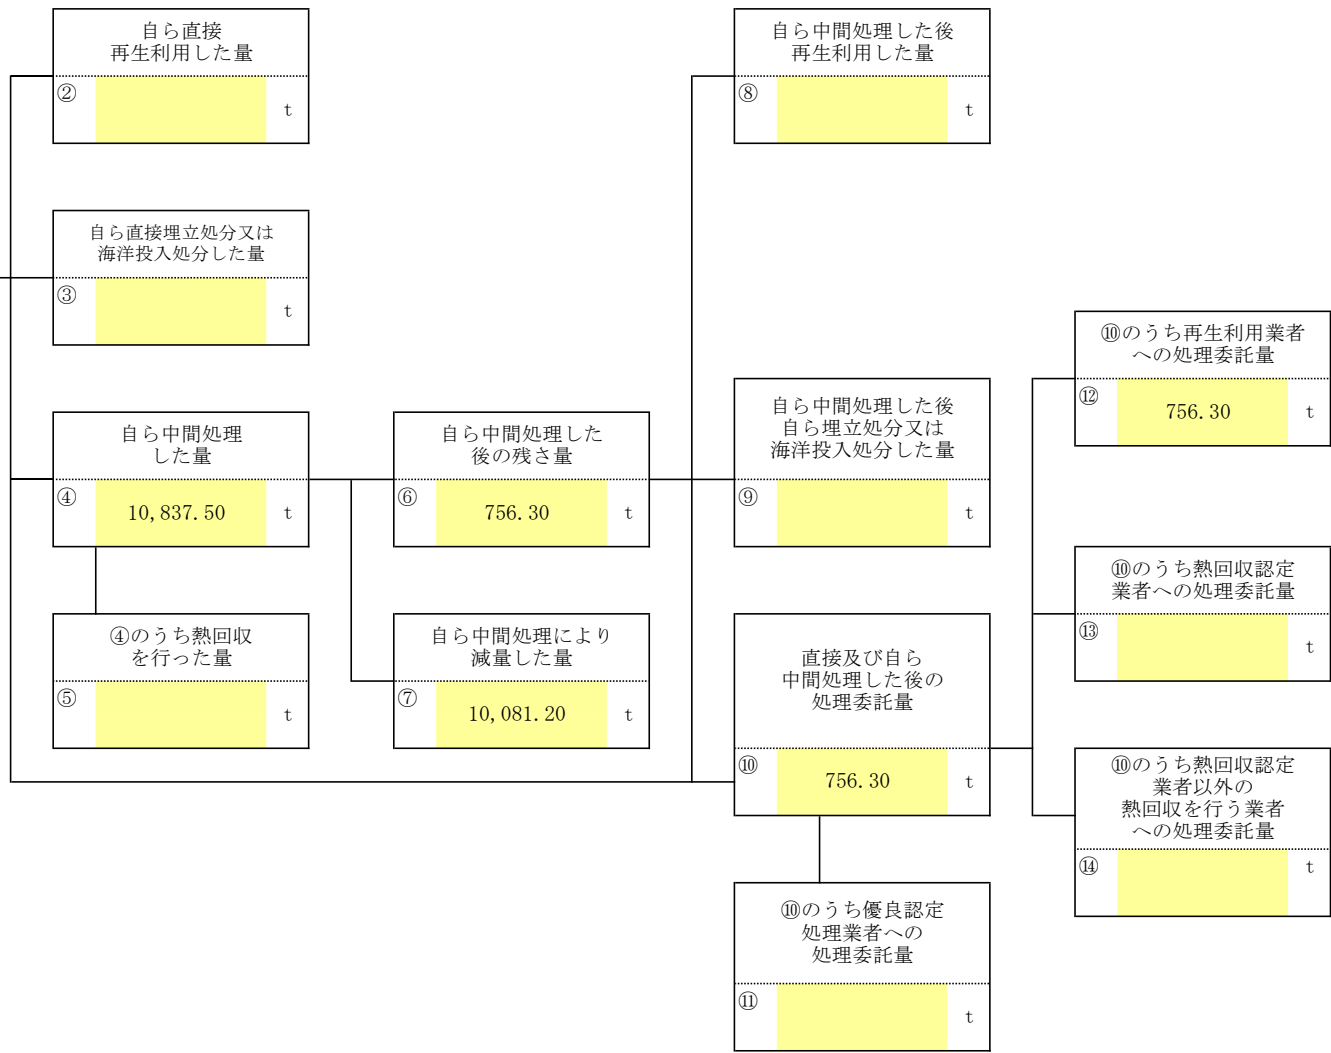 自ら直接
再生利用した量
②
t
自ら直接埋立処分又は
海洋投入処分した量
③
t
自ら中間処理
した量
④
10,837.50
t
④のうち熱回収
を行った量
⑤
t
自ら中間処理した
後の残さ量
⑥
756.30
t
自ら中間処理により
減量した量
⑦
10,081.20
t
自ら中間処理した後
再生利用した量
⑧
t
自ら中間処理した後
自ら埋立処分又は
海洋投入処分した量
⑨
t
直接及び自ら
中間処理した後の
処理委託量
⑩
756.30
t
⑩のうち優良認定
処理業者への
処理委託量
⑪
t
⑩のうち再生利用業者
への処理委託量
⑫
756.30
t
⑩のうち熱回収認定
業者への処理委託量
⑬
t
⑩のうち熱回収認定
業者以外の
熱回収を行う業者
への処理委託量
⑭
t